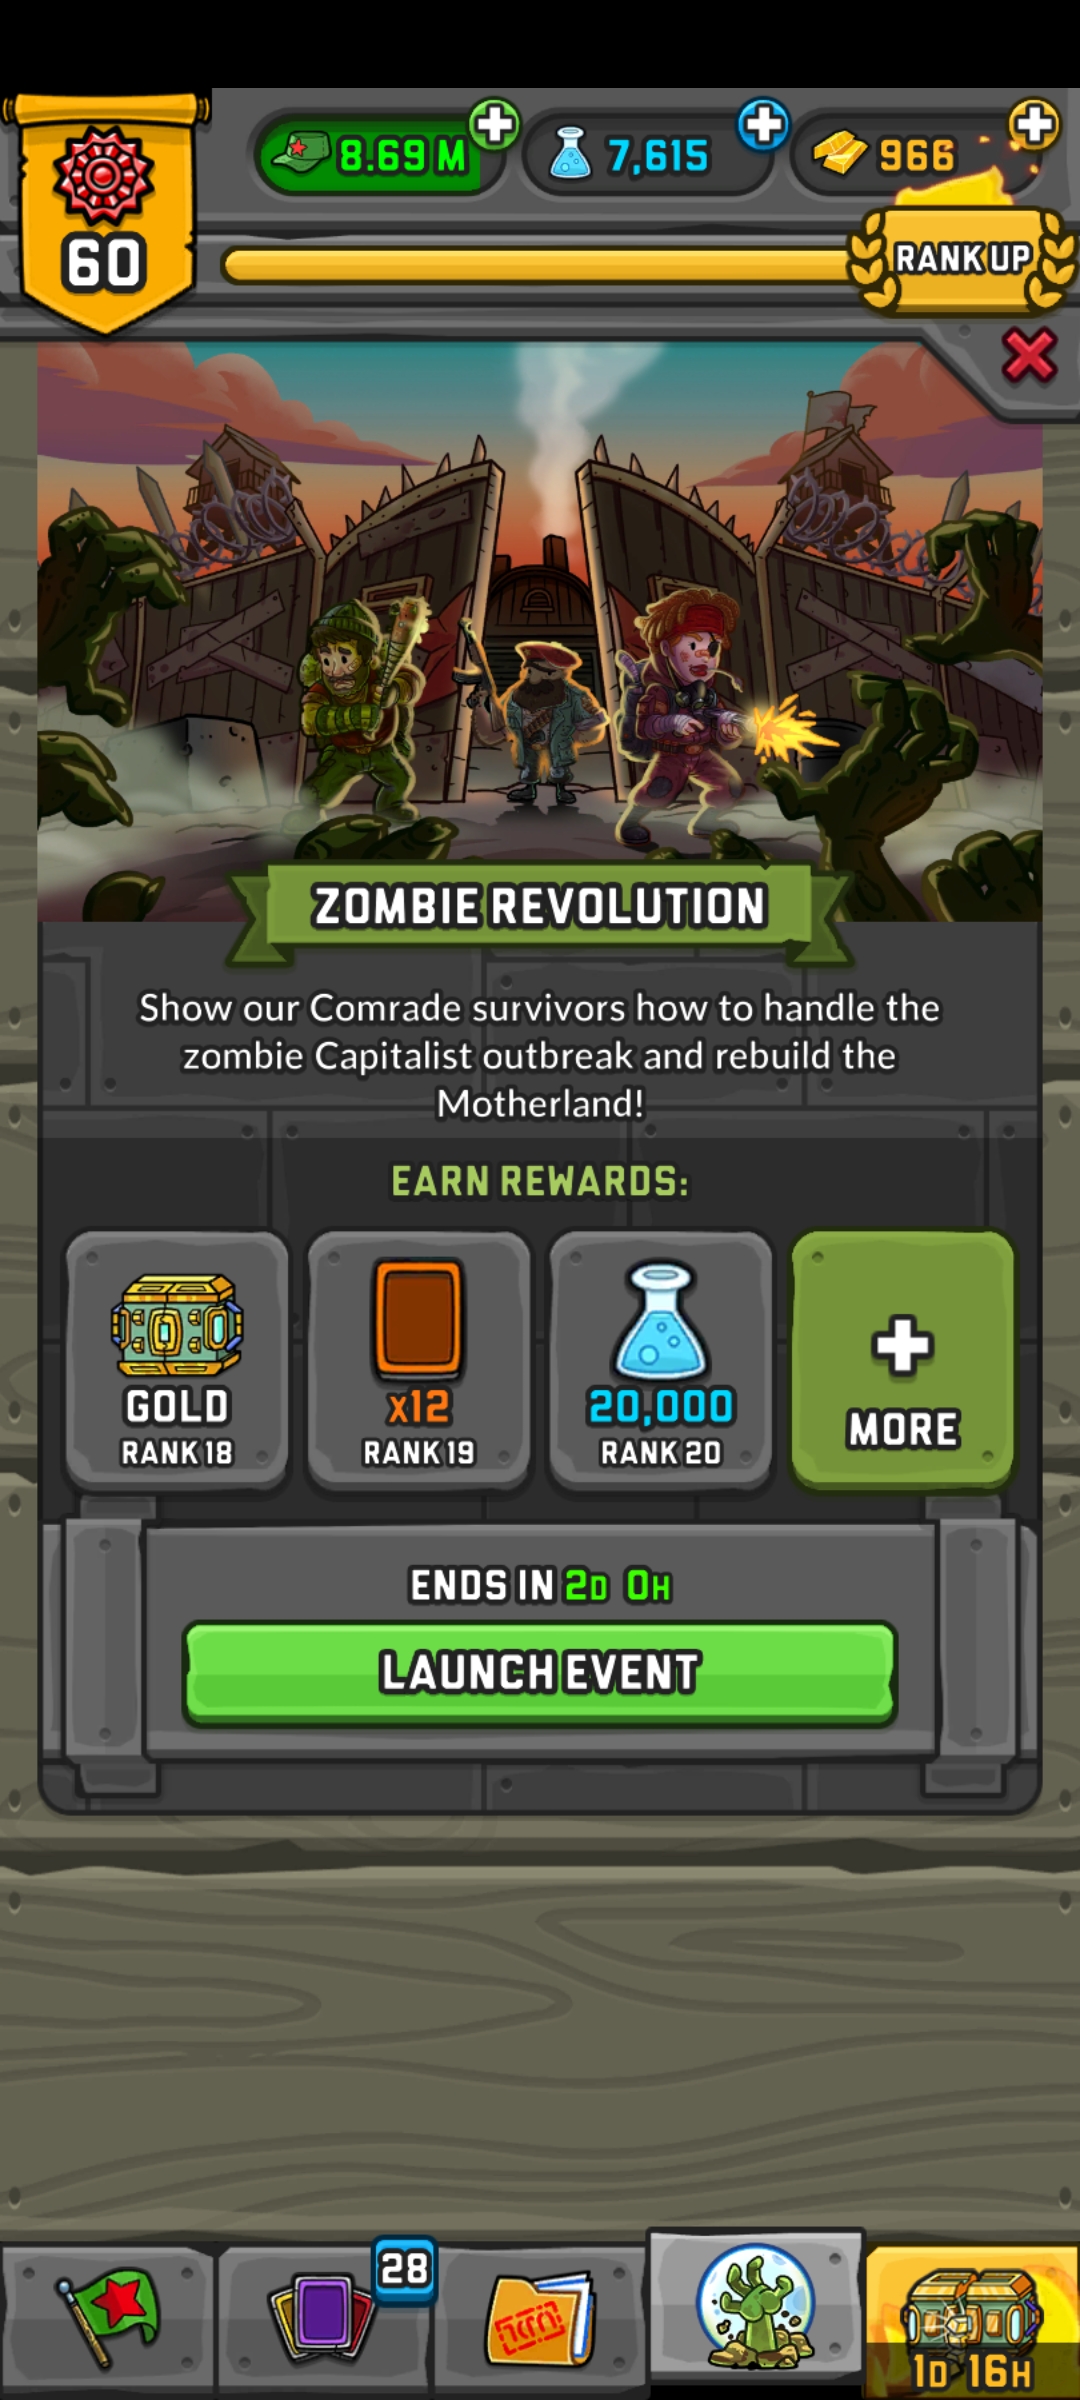 60
8.69 M
7,615
966
RANK UP
ZOMBIE REVOLUTION
Show our Comrade survivors how to handle the
zombie Capitalist outbreak and rebuild the
Motherland!
EARN REWARDS:
GOLD
RANK 18
x12
RANK 19
20,000
RANK 20
MORE
ENDS IN 2D 0H
LAUNCH EVENT
28
1D 16H